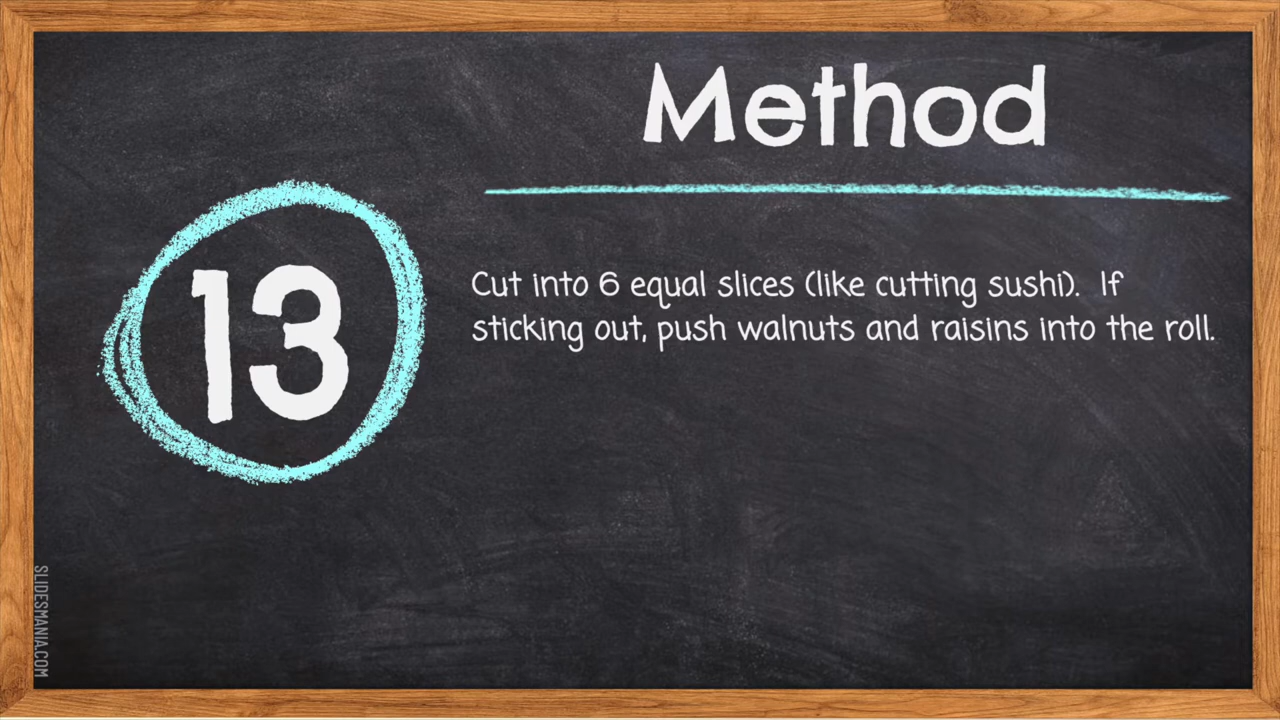 Method
13
Cut into 6 equal slices (like cutting sushi).  If
sticking out, push walnuts and raisins into the roll.
SLIDESMANIA.COM